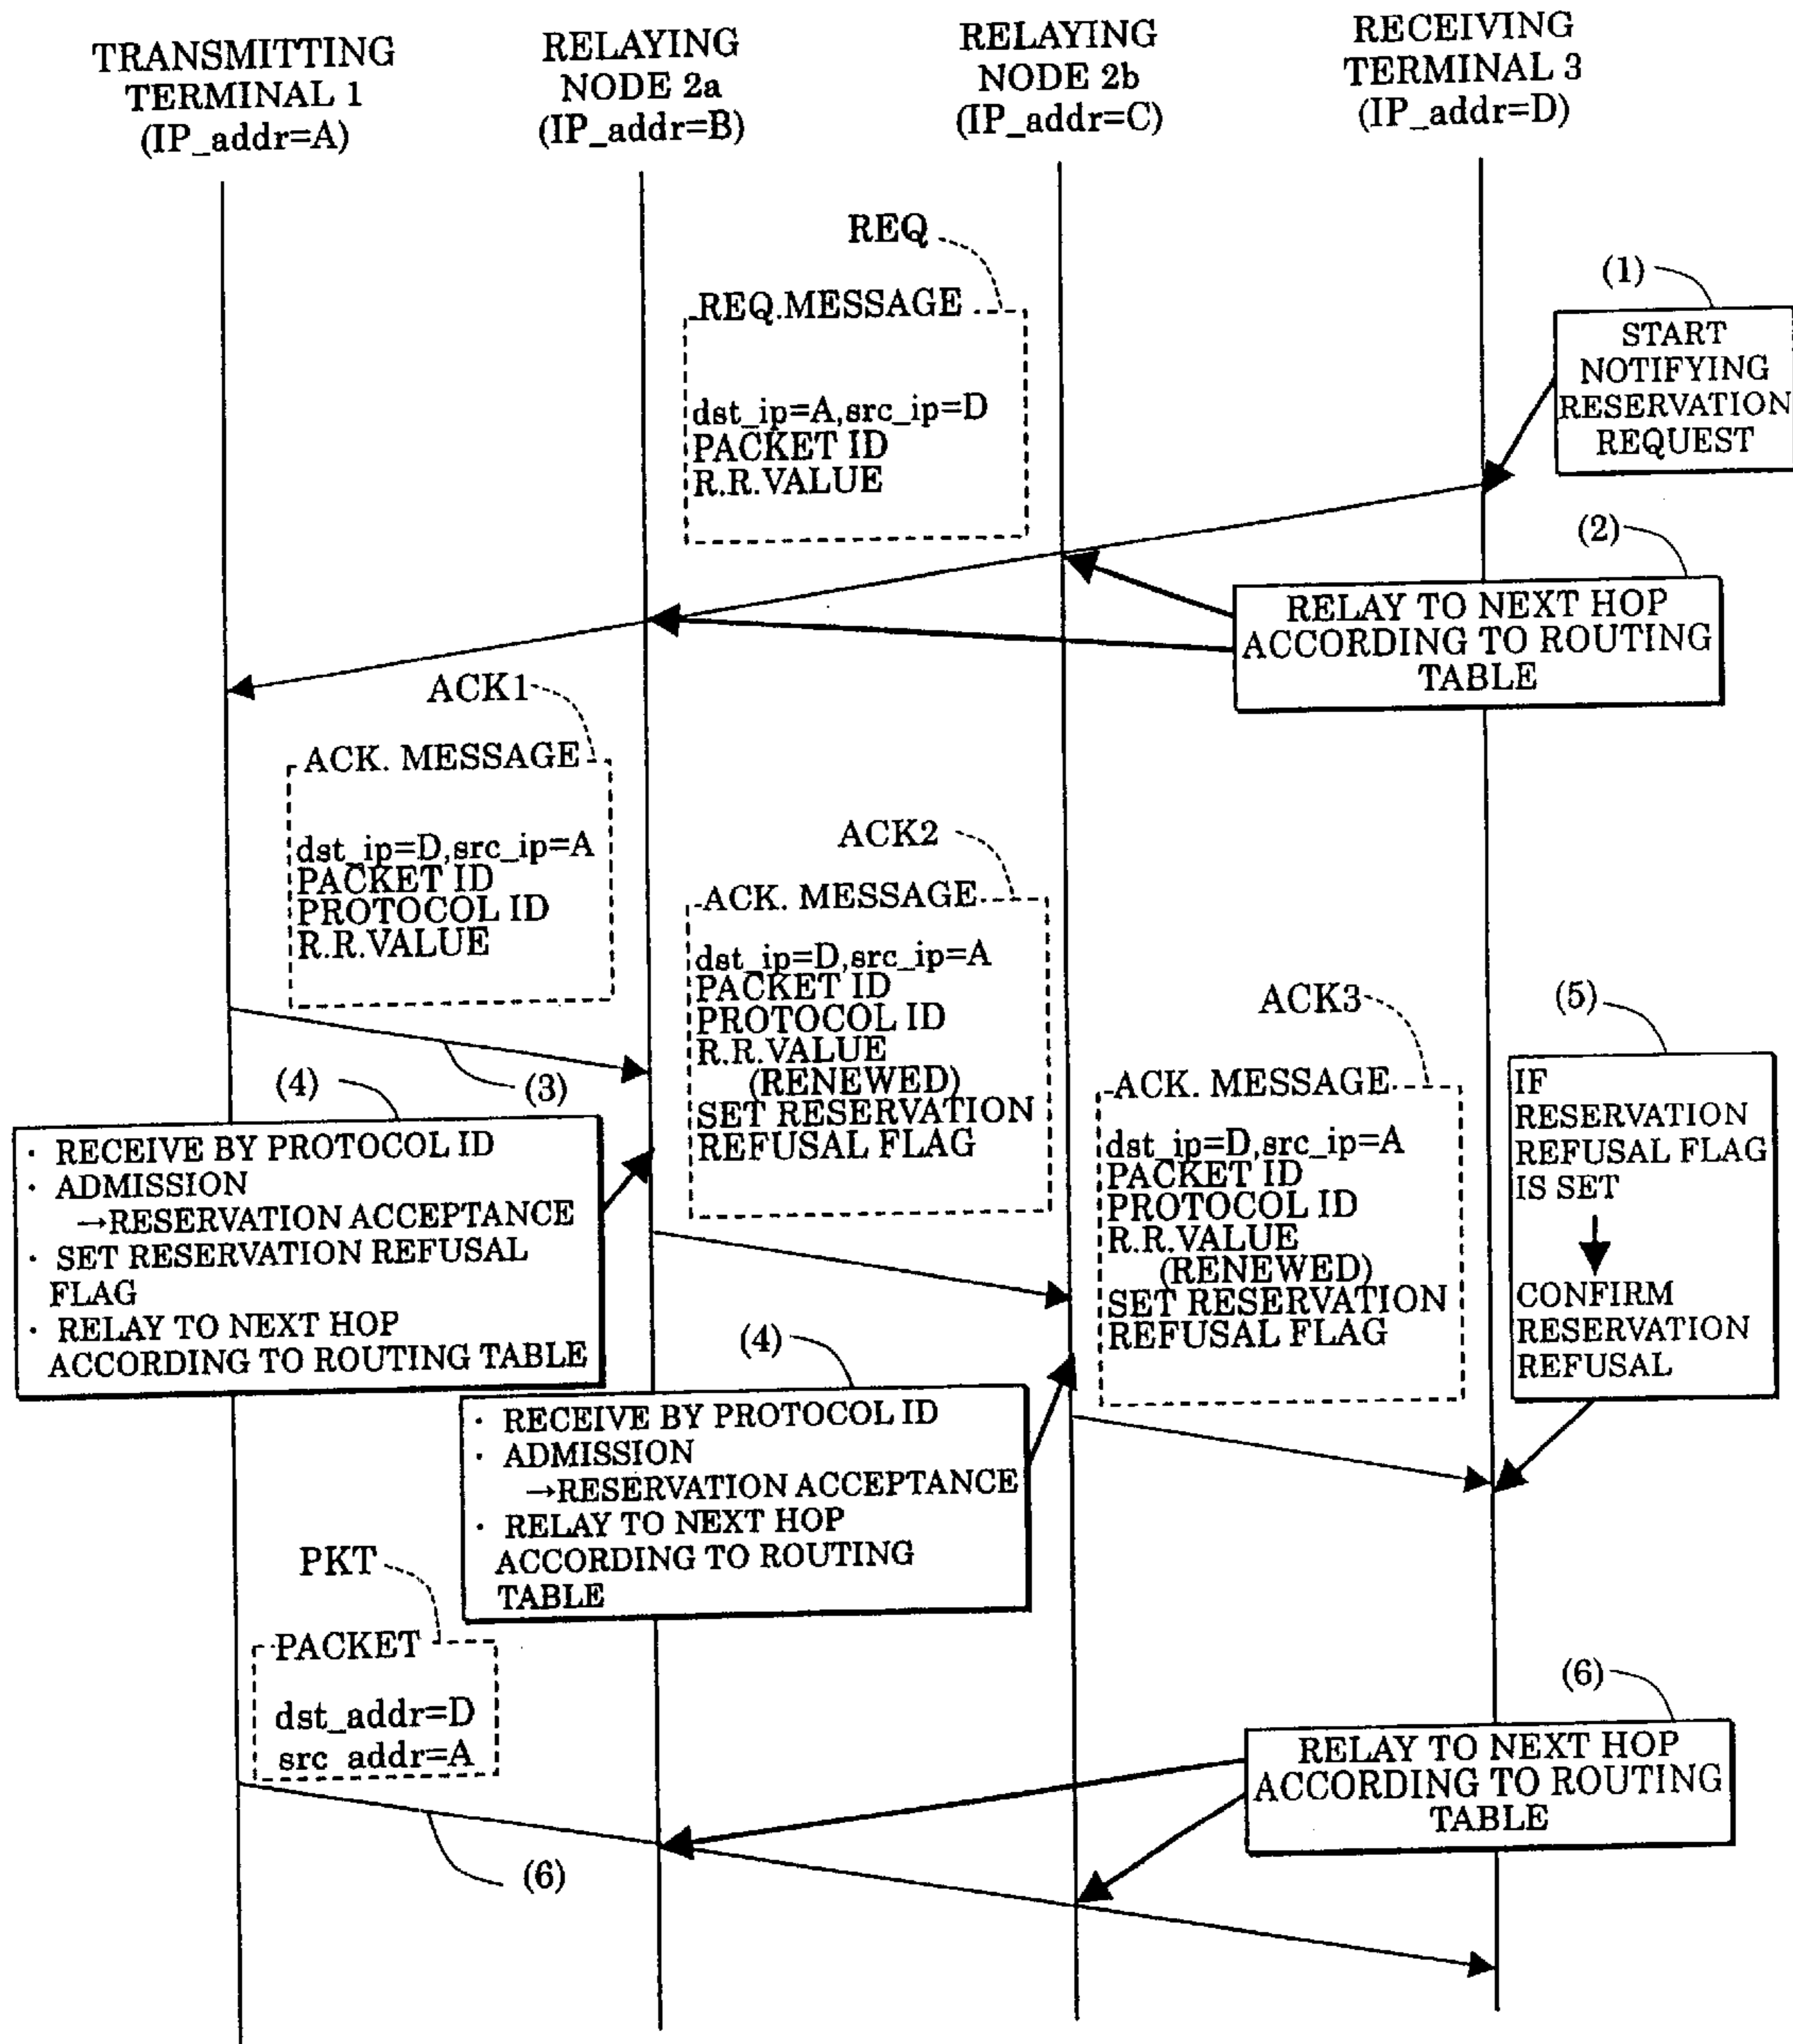 TRANSMITTING
TERMINAL 1
(IP_addr=A)
RELAYING
NODE 2a
(IP_addr=B)
RELAYING
NODE 2b
(IP_addr=C)
RECEIVING
TERMINAL 3
(IP_addr=D)
REQ
REQ.MESSAGE
dst_ip=A,src_ip=D
PACKET ID
R.R.VALUE
(1)
START
NOTIFYING
RESERVATION
REQUEST
(2)
RELAY TO NEXT HOP
ACCORDING TO ROUTING
TABLE
ACK1
ACK. MESSAGE
dst_ip=D,src_ip=A
PACKET ID
PROTOCOL ID
R.R.VALUE
(3)
ACK2
ACK. MESSAGE
dst_ip=D,src_ip=A
PACKET ID
PROTOCOL ID
R.R.VALUE
(RENEWED)
SET RESERVATION
REFUSAL FLAG
(4)
· RECEIVE BY PROTOCOL ID
· ADMISSION
→RESERVATION ACCEPTANCE
· SET RESERVATION REFUSAL
FLAG
· RELAY TO NEXT HOP
ACCORDING TO ROUTING TABLE
ACK3
ACK. MESSAGE
dst_ip=D,src_ip=A
PACKET ID
PROTOCOL ID
R.R.VALUE
(RENEWED)
SET RESERVATION
REFUSAL FLAG
(5)
IF
RESERVATION
REFUSAL FLAG
IS SET
CONFIRM
RESERVATION
REFUSAL
(4)
· RECEIVE BY PROTOCOL ID
· ADMISSION
→RESERVATION ACCEPTANCE
· RELAY TO NEXT HOP
ACCORDING TO ROUTING
TABLE
PKT
PACKET
dst_addr=D
src_addr=A
(6)
(6)
RELAY TO NEXT HOP
ACCORDING TO ROUTING
TABLE